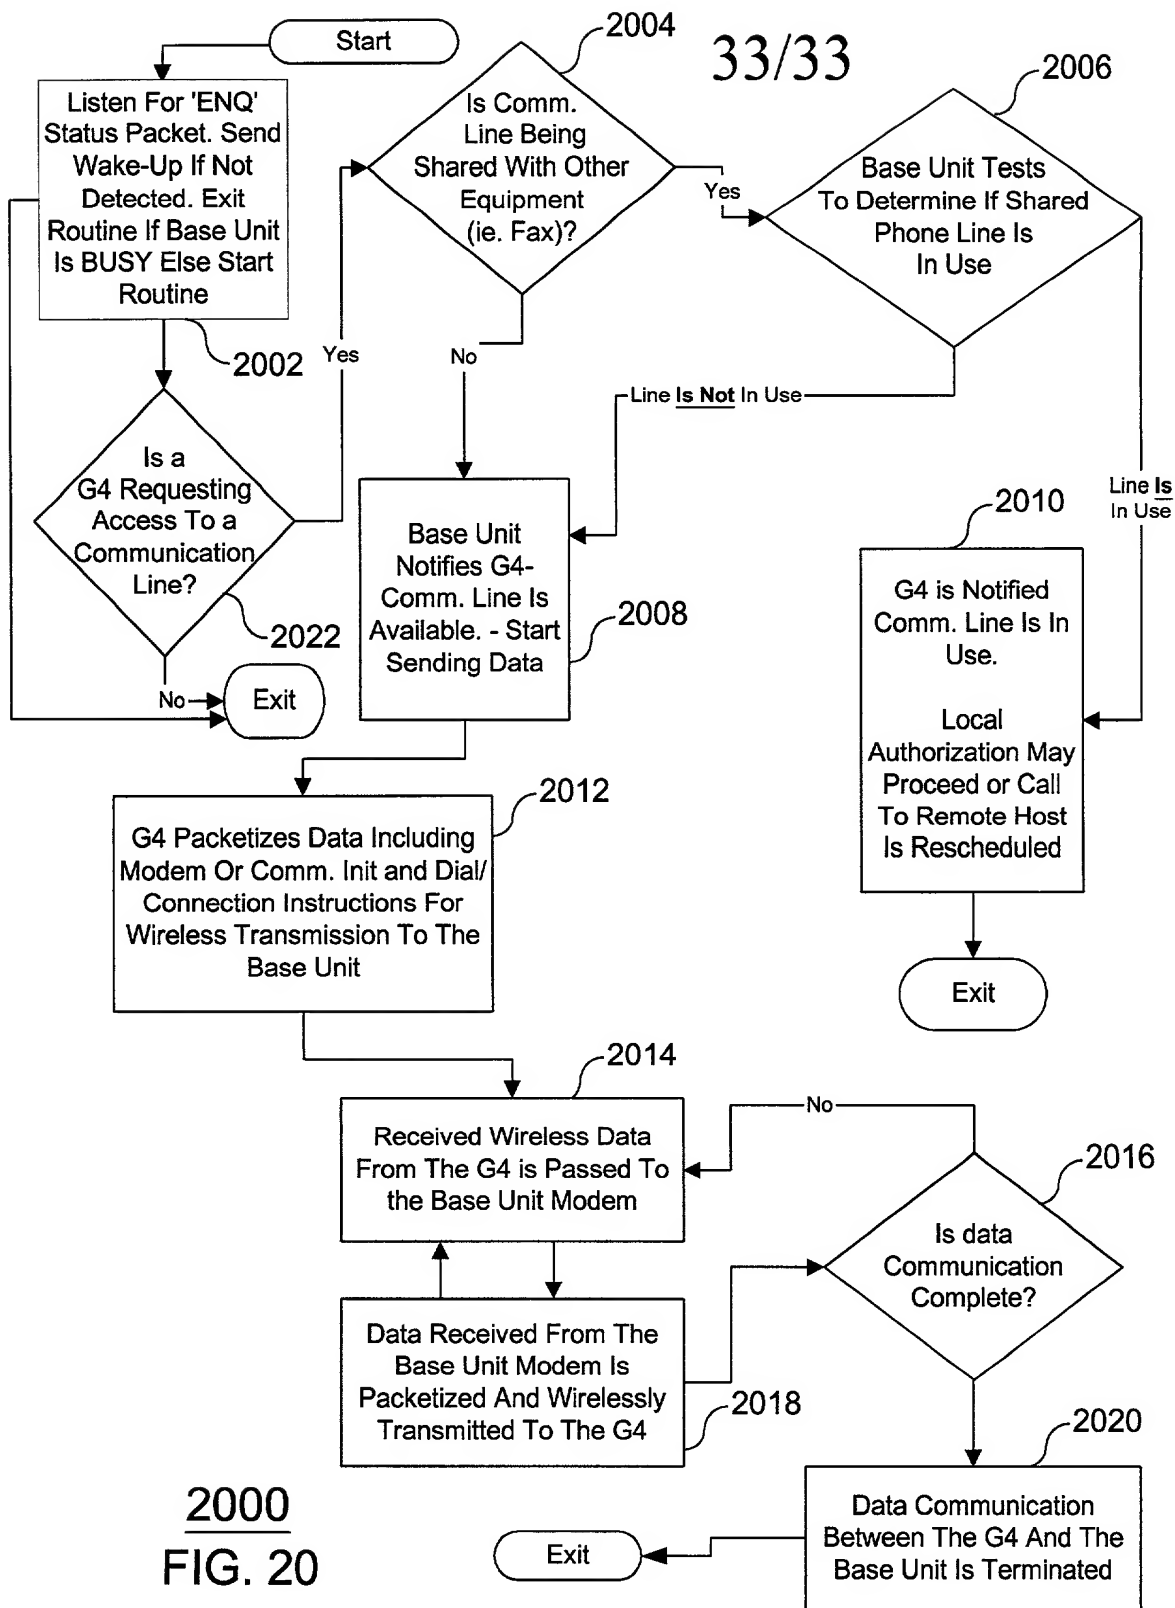 Start
2004
33/33
2006
Listen For 'ENQ'
Status Packet. Send
Wake-Up If Not
Detected. Exit
Routine If Base Unit
Is BUSY Else Start
Routine
2002
Is Comm.
Line Being
Shared With Other
Equipment
(ie. Fax)?
Yes
Base Unit Tests
To Determine If Shared
Phone Line Is
In Use
Yes
No
Line Is Not In Use
Line Is
In Use
Is a
G4 Requesting
Access To a
Communication
Line?
2022
No
Exit
Base Unit
Notifies G4-
Comm. Line Is
Available. - Start
Sending Data
2008
2010
G4 is Notified
Comm. Line Is In
Use.
Local
Authorization May
Proceed or Call
To Remote Host
Is Rescheduled
Exit
2012
G4 Packetizes Data Including
Modem Or Comm. Init and Dial/
Connection Instructions For
Wireless Transmission To The
Base Unit
2014
Received Wireless Data
From The G4 is Passed To
the Base Unit Modem
No
2016
Is data
Communication
Complete?
Data Received From The
Base Unit Modem Is
Packetized And Wirelessly
Transmitted To The G4
2018
2020
Data Communication
Between The G4 And The
Base Unit Is Terminated
Exit
2000
FIG. 20